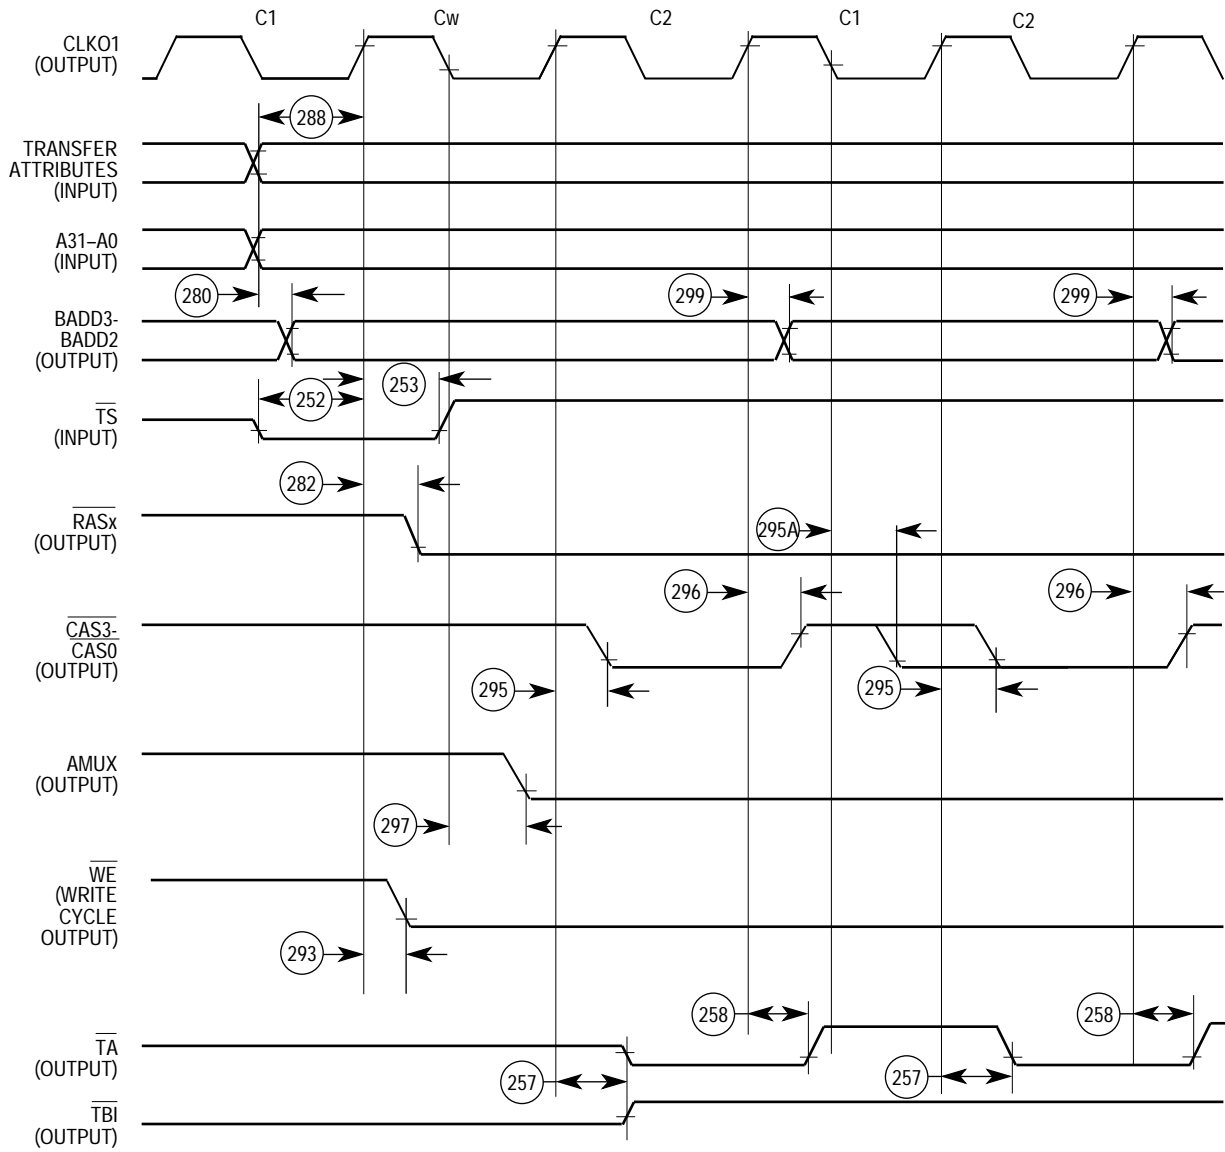 C1 Cw C2 C1 C2
CLKO1
(OUTPUT)
288
TRANSFER
ATTRIBUTES
(INPUT)
A31–A0
(INPUT)
280 299 299
BADD3-
BADD2
(OUTPUT)
252 253
TS
(INPUT)
282
RASx
(OUTPUT)
295A
296 296
CAS3-
CAS0
(OUTPUT)
295 295
AMUX
(OUTPUT)
297
WE
(WRITE
CYCLE
OUTPUT)
293
258 258
TA
(OUTPUT)
257 257
TBI
(OUTPUT)